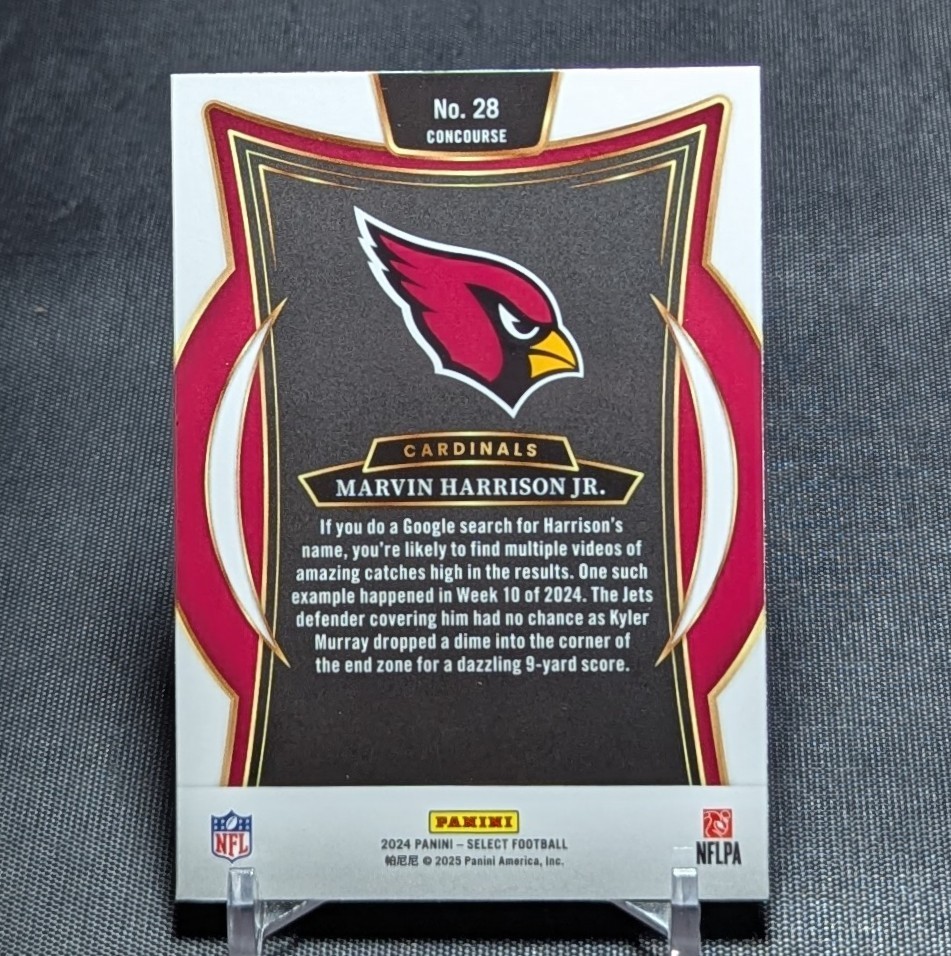 No. 28
CONCOURSE
CARDINALS
MARVIN HARRISON JR.
If you do a Google search for Harrison's
name, you're likely to find multiple videos of
amazing catches high in the results. One such
example happened in Week 10 of 2024. The Jets
defender covering him had no chance as Kyler
Murray dropped a dime into the corner of
the end zone for a dazzling 9-yard score.
NFL
PANINI
2024 PANINI – SELECT FOOTBALL
帕尼尼 © 2025 Panini America, Inc.
NFLPA